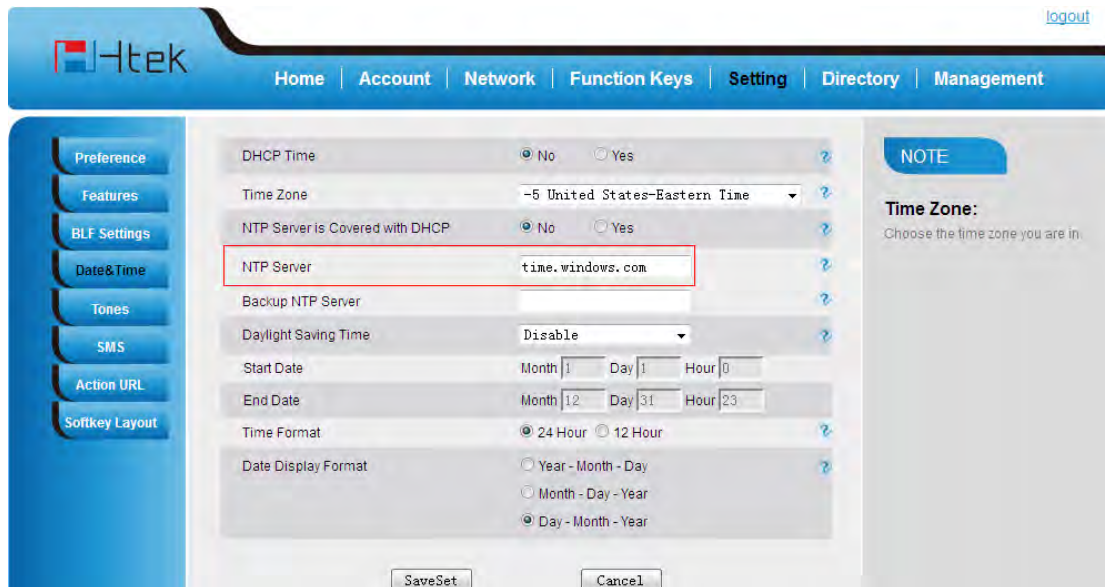 logout
Htek
Home | Account | Network | Function Keys | Setting | Directory | Management
Preference
Features
BLF Settings
Date&Time
Tones
SMS
Action URL
Softkey Layout
DHCP Time No Yes ?
Time Zone -5 United States-Eastern Time ?
NTP Server is Covered with DHCP No Yes ?
NTP Server time.windows.com ?
Backup NTP Server ?
Daylight Saving Time Disable ?
Start Date Month 1 Day 1 Hour 0
End Date Month 12 Day 31 Hour 23
Time Format 24 Hour 12 Hour ?
Date Display Format Year - Month - Day ?
Month - Day - Year
Day - Month - Year
SaveSet Cancel
NOTE
Time Zone:
Choose the time zone you are in.